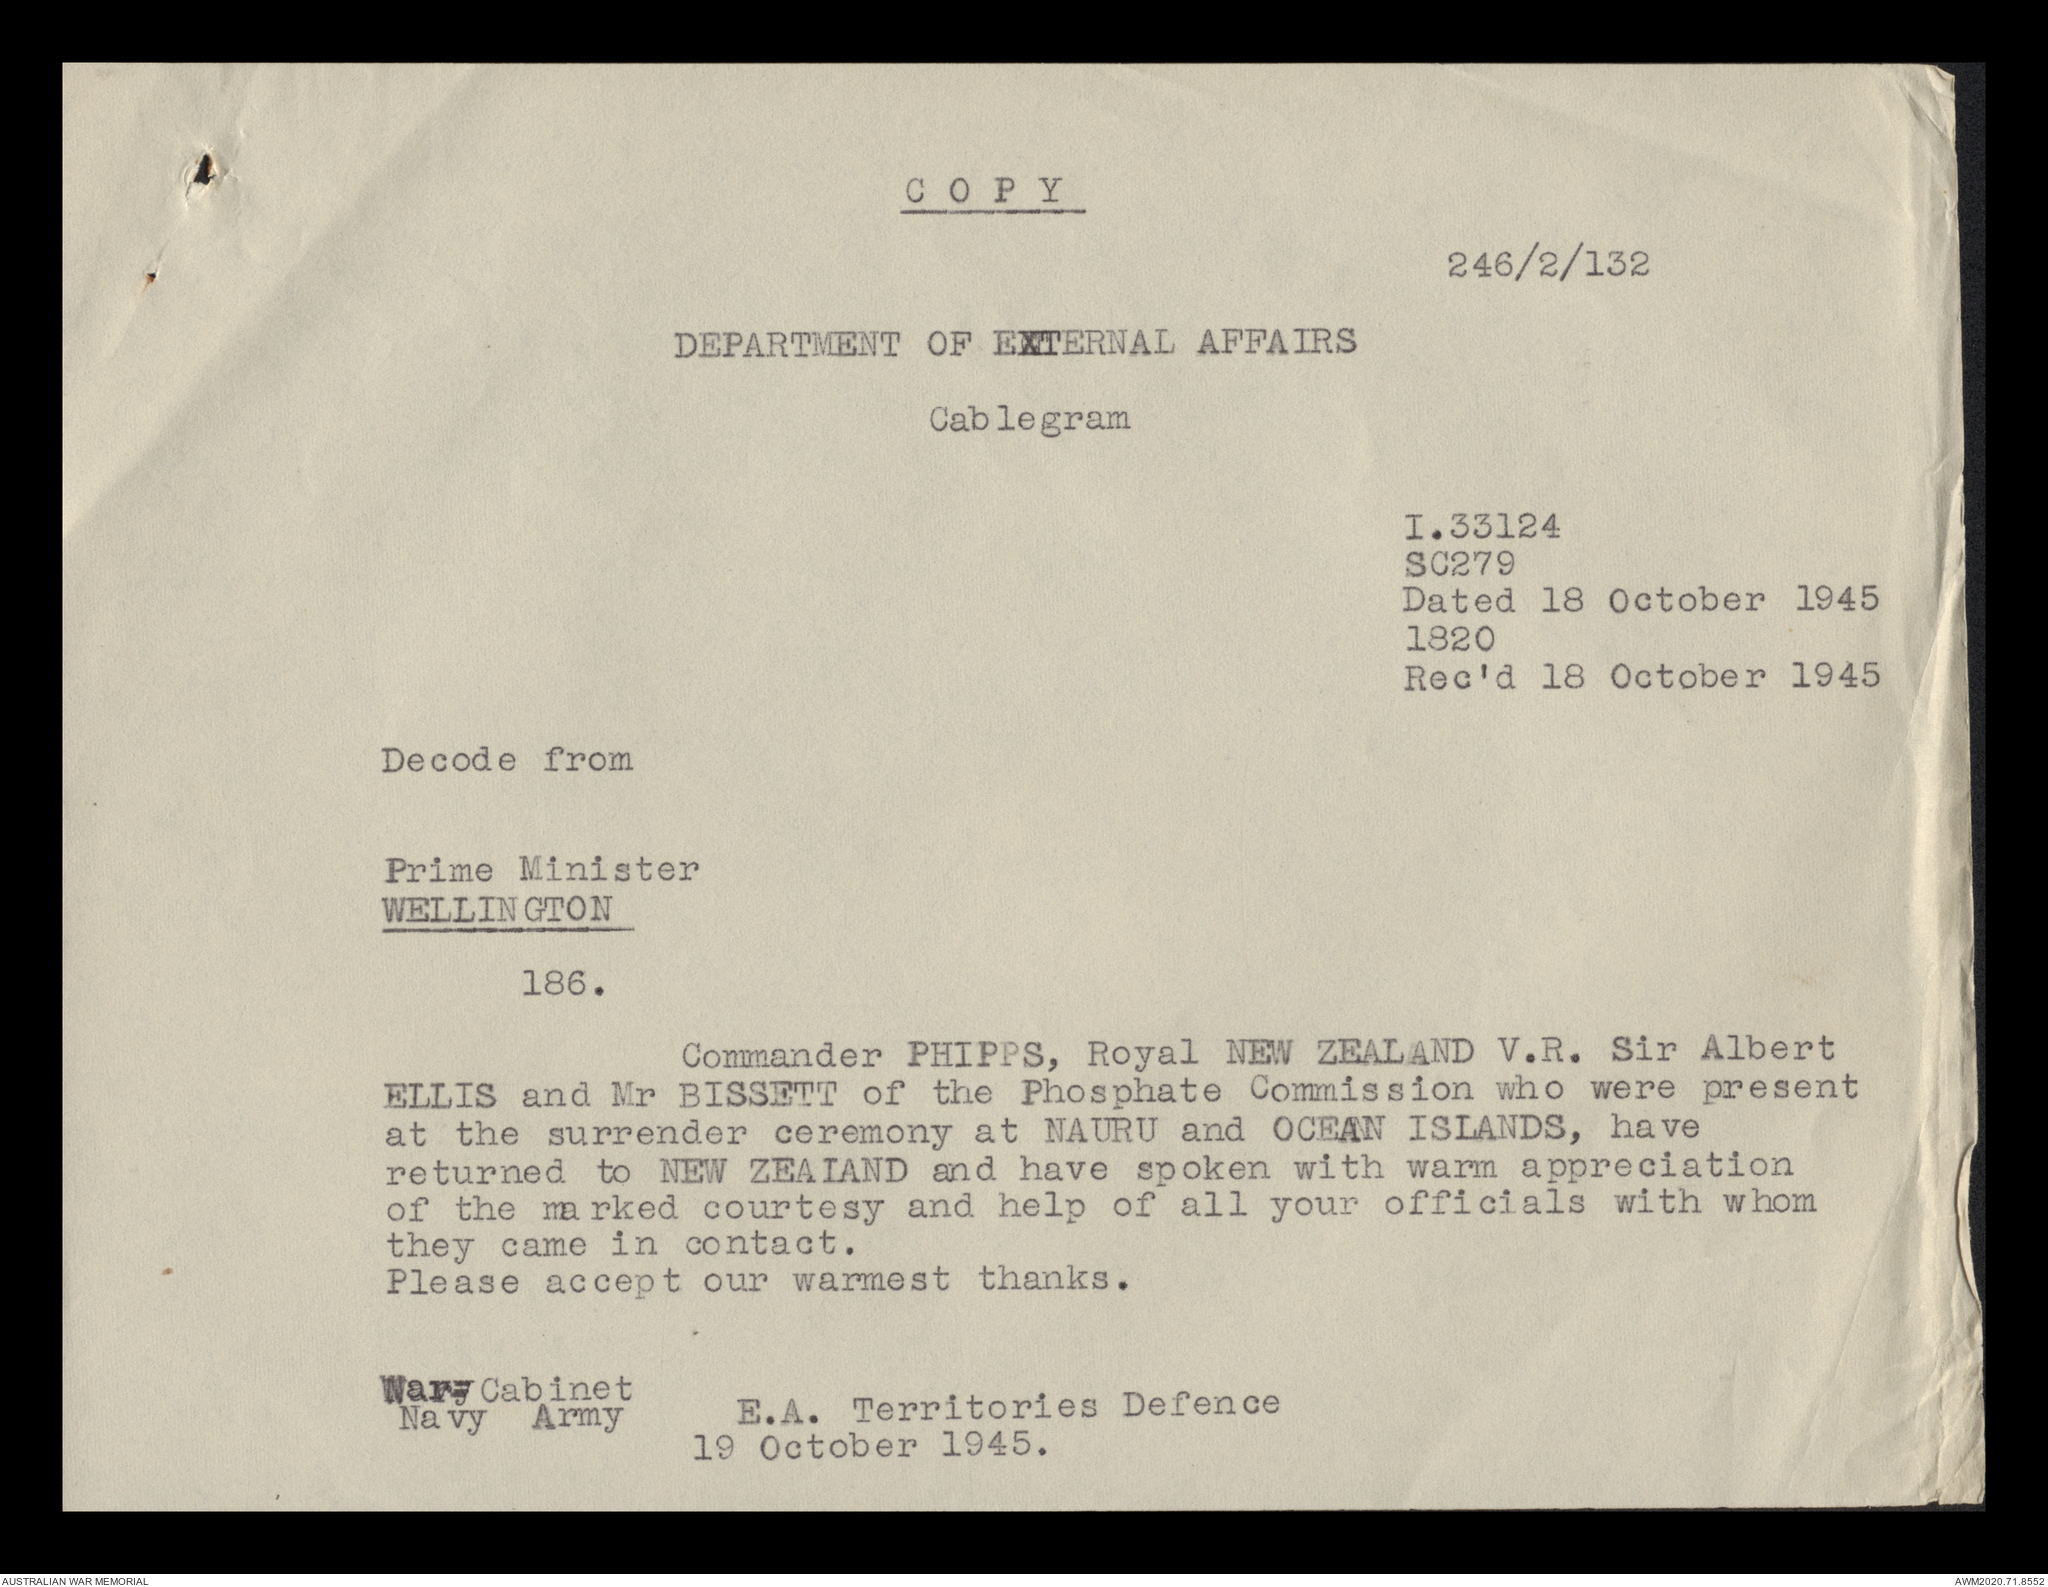 C O P Y
246/2/132
DEPARTMENT OF EXTERNAL AFFAIRS
Cablegram
I.33124
SC279
Dated 18 October 1945
1820
Rec'd 18 October 1945
Decode from
Prime Minister
WELLINGTON
186.
Commander PHIPPS, Royal NEW ZEALAND V.R. Sir Albert
ELLIS and Mr BISSETT of the Phosphate Commission who were present
at the surrender ceremony at NAURU and OCEAN ISLANDS, have
returned to NEW ZEALAND and have spoken with warm appreciation
of the marked courtesy and help of all your officials with whom
they came in contact.
Please accept our warmest thanks.
War Cabinet
Navy Army E.A. Territories Defence
19 October 1945.
AUSTRALIAN WAR MEMORIAL
AWM2020.71.8552